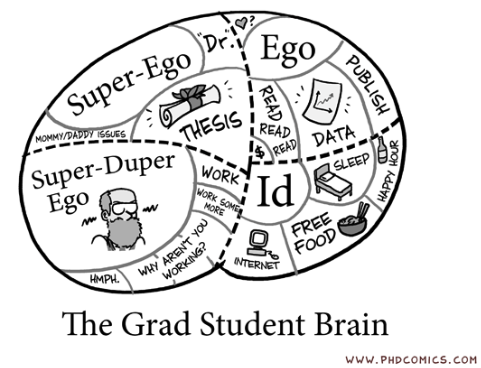 Super-Ego
"Dr".
?
MOMMY/DADDY ISSUES
THESIS
Ego
READ
READ
READ
$
DATA
PUBLISH
Super-Duper
Ego
WORK
WORK SOME
MORE
WHY AREN'T YOU
WORKING?
HMPH.
Id
SLEEP
HAPPY HOUR
FREE
FOOD
INTERNET
The Grad Student Brain
WWW.PHDCOMICS.COM